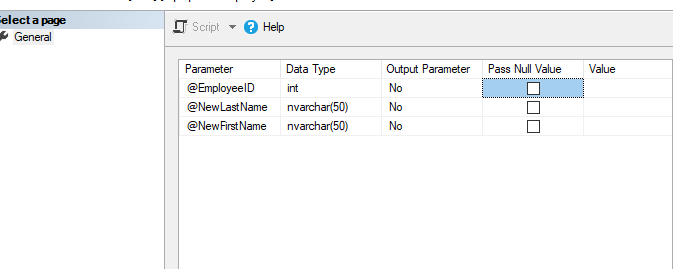 Select a page
General
Script Help
Parameter Data Type Output Parameter Pass Null Value Value
@EmployeeID int No
@NewLastName nvarchar(50) No
@NewFirstName nvarchar(50) No